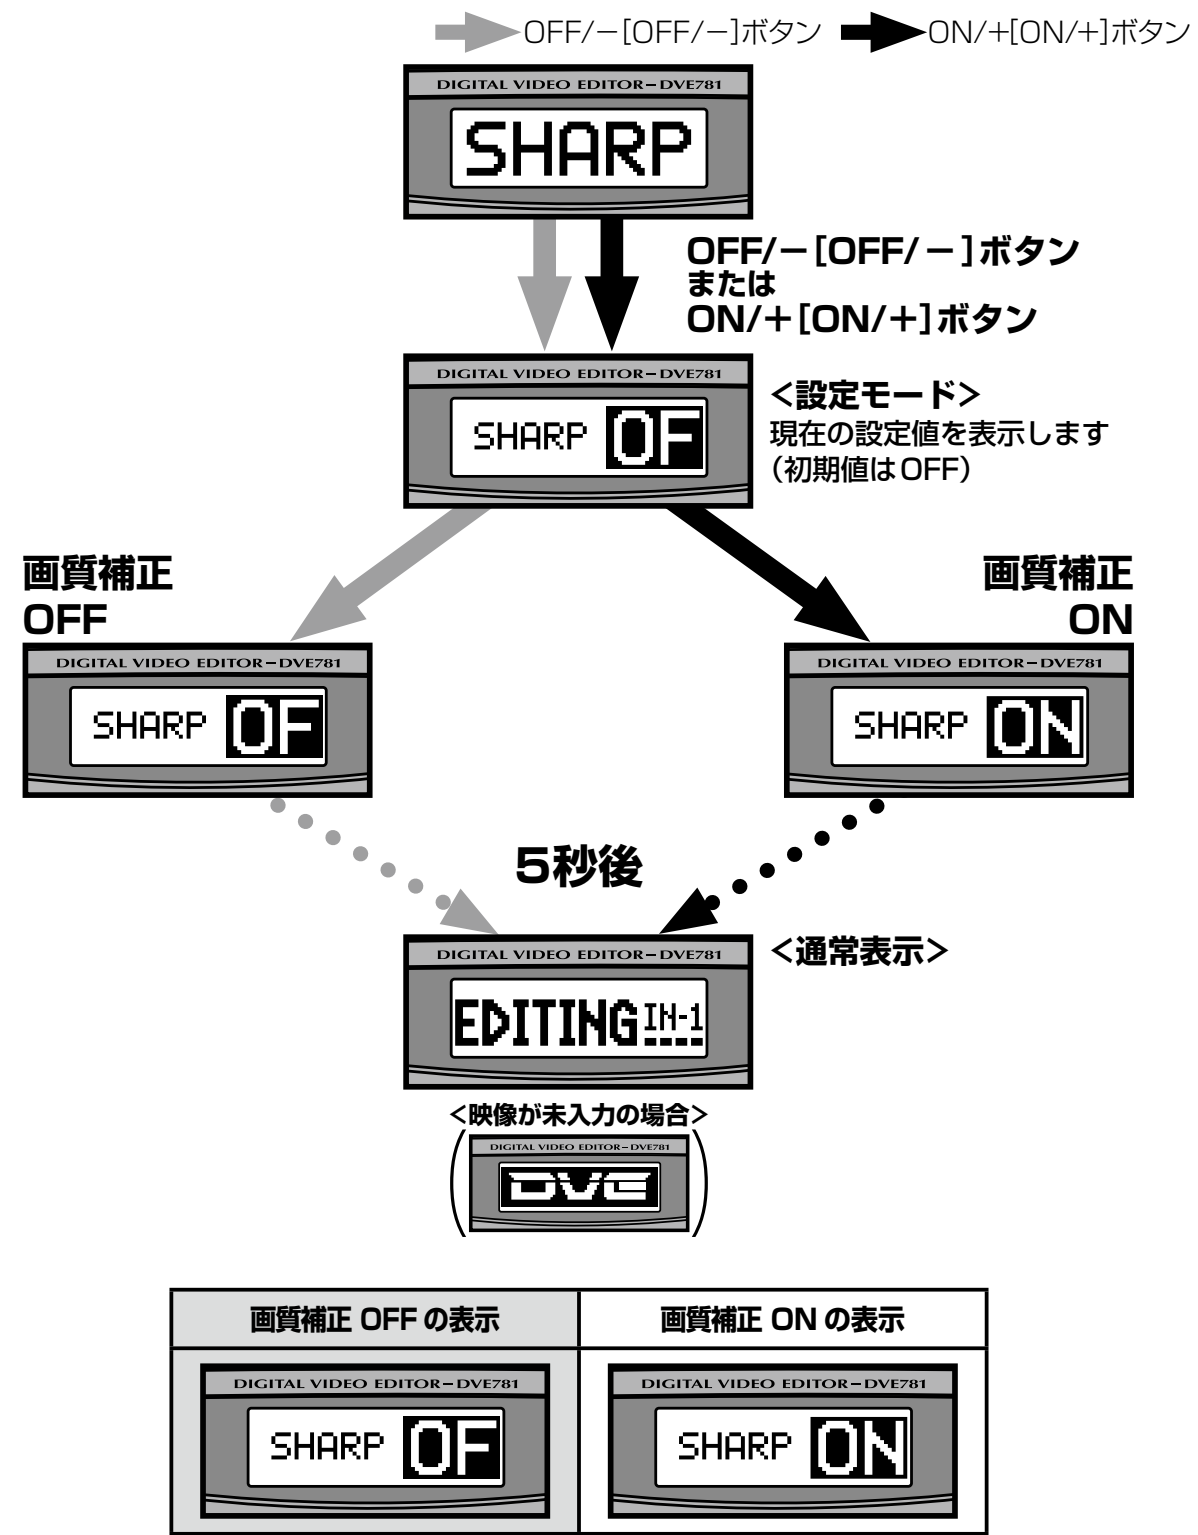 OFF/－[OFF/－]ボタン ON/＋[ON/＋]ボタン
DIGITAL VIDEO EDITOR－DVE781
SHARP
OFF/－[OFF/－]ボタン
または
ON/＋[ON/＋]ボタン
DIGITAL VIDEO EDITOR－DVE781
SHARP OF
＜設定モード＞
現在の設定値を表示します
（初期値はOFF）
画質補正
OFF
画質補正
ON
DIGITAL VIDEO EDITOR－DVE781
SHARP OF
DIGITAL VIDEO EDITOR－DVE781
SHARP ON
5秒後
DIGITAL VIDEO EDITOR－DVE781
EDITING IN-1
＜通常表示＞
＜映像が未入力の場合＞
DIGITAL VIDEO EDITOR－DVE781
DVE
画質補正 OFF の表示 画質補正 ON の表示
DIGITAL VIDEO EDITOR－DVE781
SHARP OF
DIGITAL VIDEO EDITOR－DVE781
SHARP ON